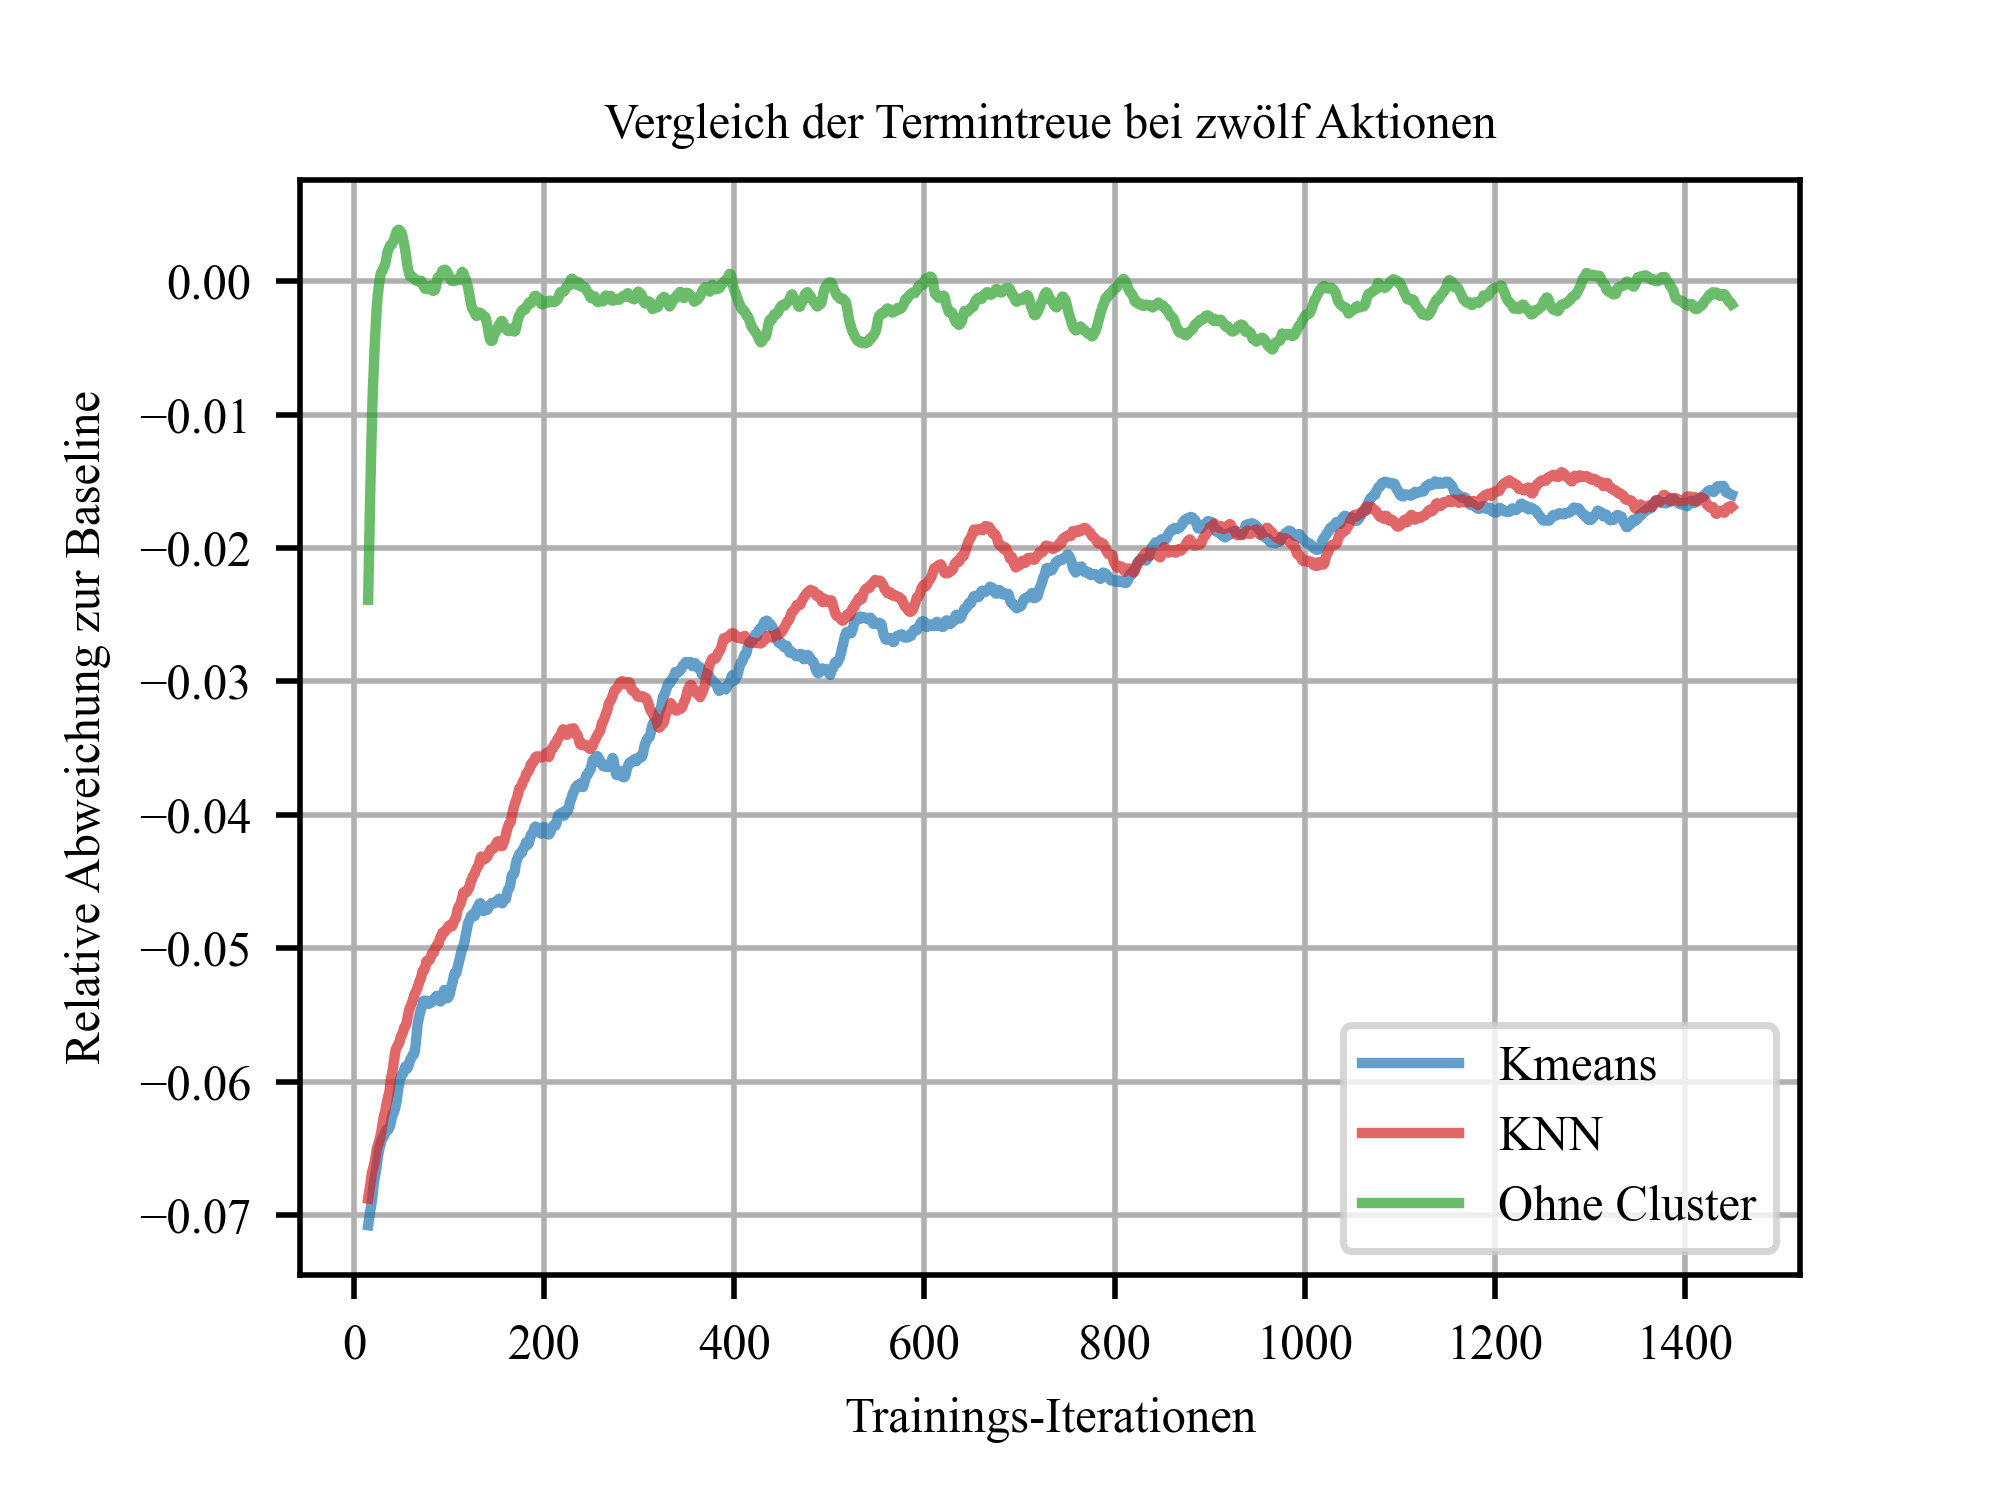 Vergleich der Termintreue bei zwölf Aktionen
Relative Abweichung zur Baseline
0.00
−0.01
−0.02
−0.03
−0.04
−0.05
−0.06
−0.07
Kmeans
KNN
Ohne Cluster
0 200 400 600 800 1000 1200 1400
Trainings-Iterationen